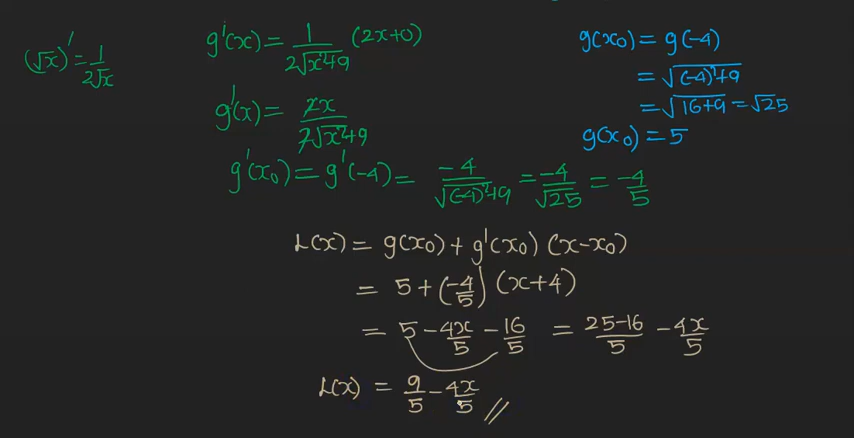 (√x)' = 1/(2√x)
g'(x) = 1/(2√(x²+9)) (2x+0)
g'(x) = 2x/(2√(x²+9))
g'(x₀) = g'(-4) = -4/√((-4)²+9) = -4/√25 = -4/5
g(x₀) = g(-4)
= √((-4)²+9)
= √(16+9) = √25
g(x₀) = 5
L(x) = g(x₀) + g'(x₀) (x-x₀)
= 5 + (-4/5) (x+4)
= 5 - 4x/5 - 16/5 = (25-16)/5 - 4x/5
L(x) = 9/5 - 4x/5 //